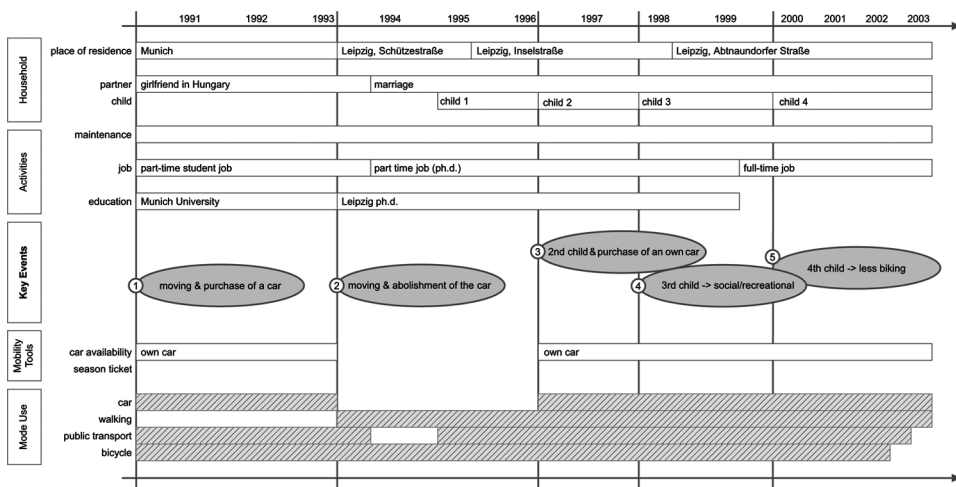 1991 1992 1993 1994 1995 1996 1997 1998 1999 2000 2001 2002 2003
Household
place of residence Munich Leipzig, Schützestraße Leipzig, Inselstraße Leipzig, Abtnaundorfer Straße
partner girlfriend in Hungary marriage
child child 1 child 2 child 3 child 4
Activities
maintenance
job part-time student job part time job (ph.d.) full-time job
education Munich University Leipzig ph.d.
Key Events
3 2nd child & purchase of an own car
5 4th child -> less biking
1 moving & purchase of a car
2 moving & abolishment of the car
4 3rd child -> social/recreational
Mobility
Tools
car availability own car own car
season ticket
Mode Use
car
walking
public transport
bicycle